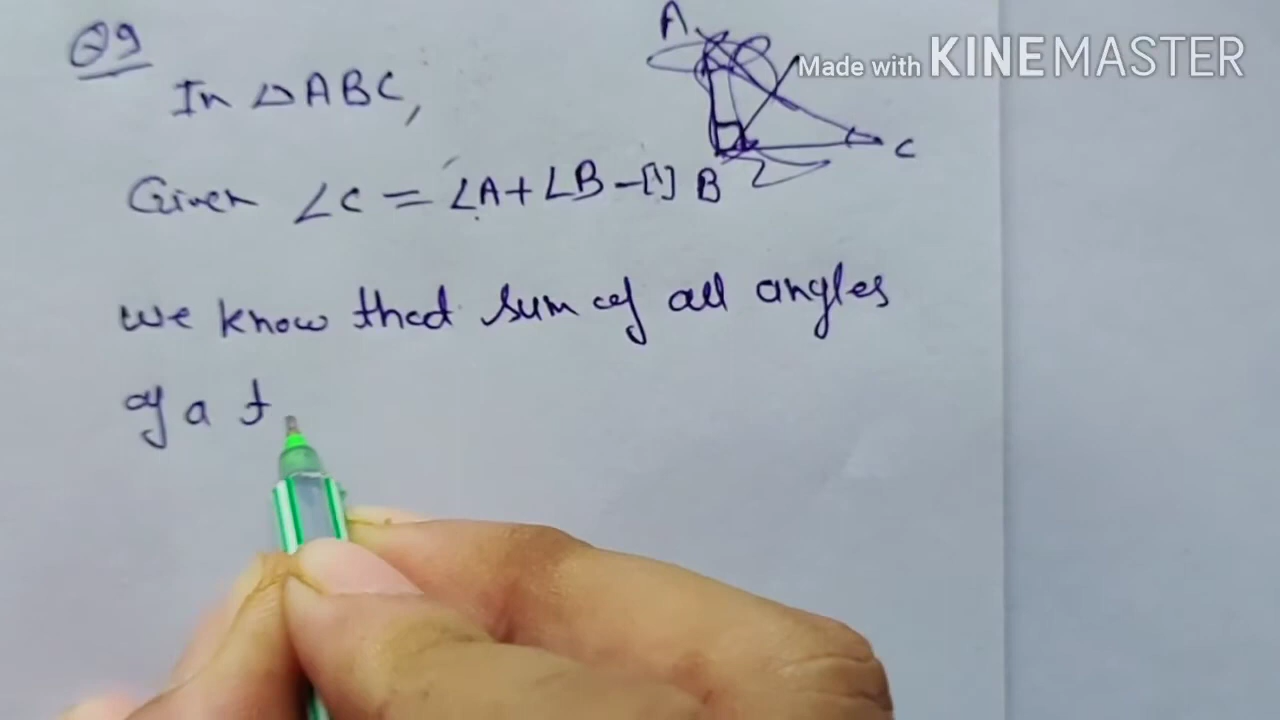 Q9
In △ABC,
Given ∠C = ∠A + ∠B -[1]
We know that sum of all angles
of a t
A
B
C
Made with KINEMASTER